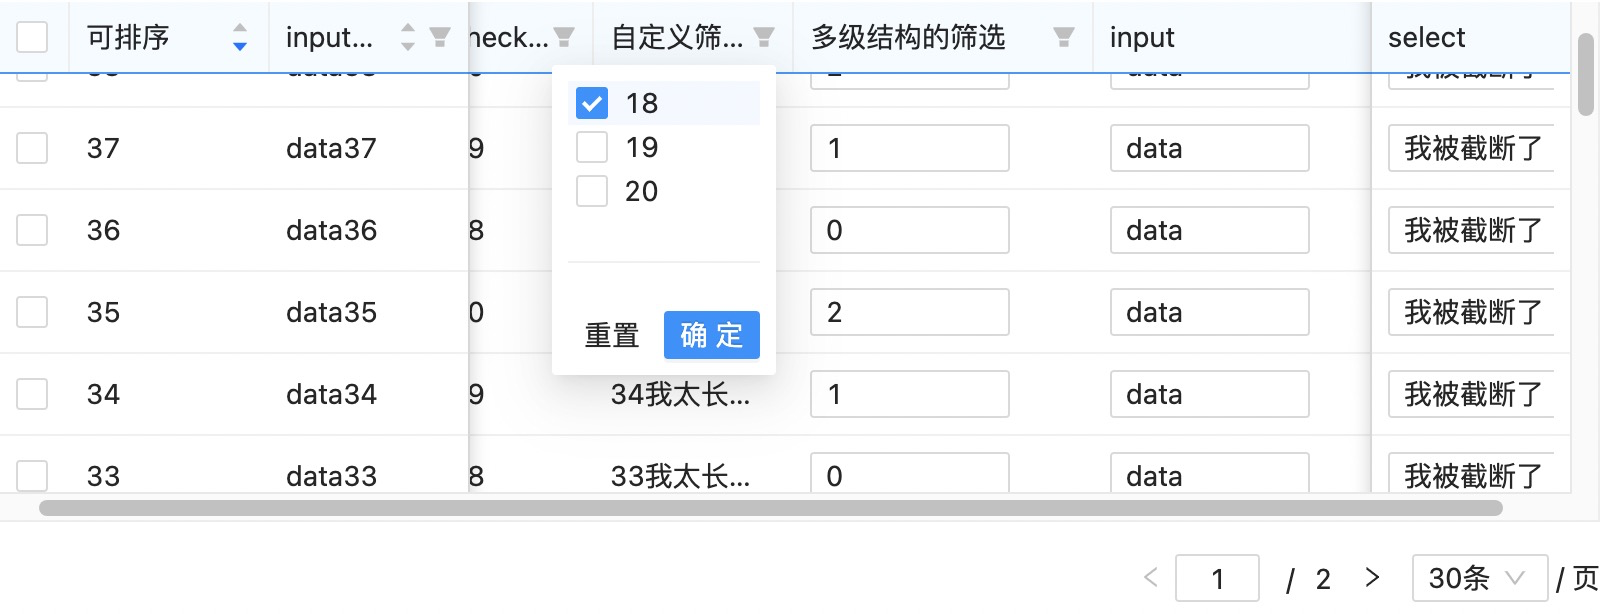 可排序 input... neck... 自定义筛... 多级结构的筛选 input select
18
19
20
重置 确 定
37 data37 9 1 data 我被截断了
36 data36 8 0 data 我被截断了
35 data35 0 2 data 我被截断了
34 data34 9 34我太长... 1 data 我被截断了
33 data33 8 33我太长... 0 data 我被截断了
1 / 2 30条 / 页